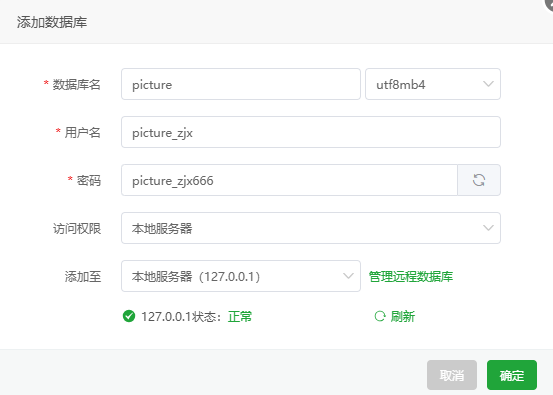 添加数据库
* 数据库名 picture utf8mb4
* 用户名 picture_zjx
* 密码 picture_zjx666
访问权限 本地服务器
添加至 本地服务器（127.0.0.1） 管理远程数据库
127.0.0.1状态：正常 刷新
取消 确定